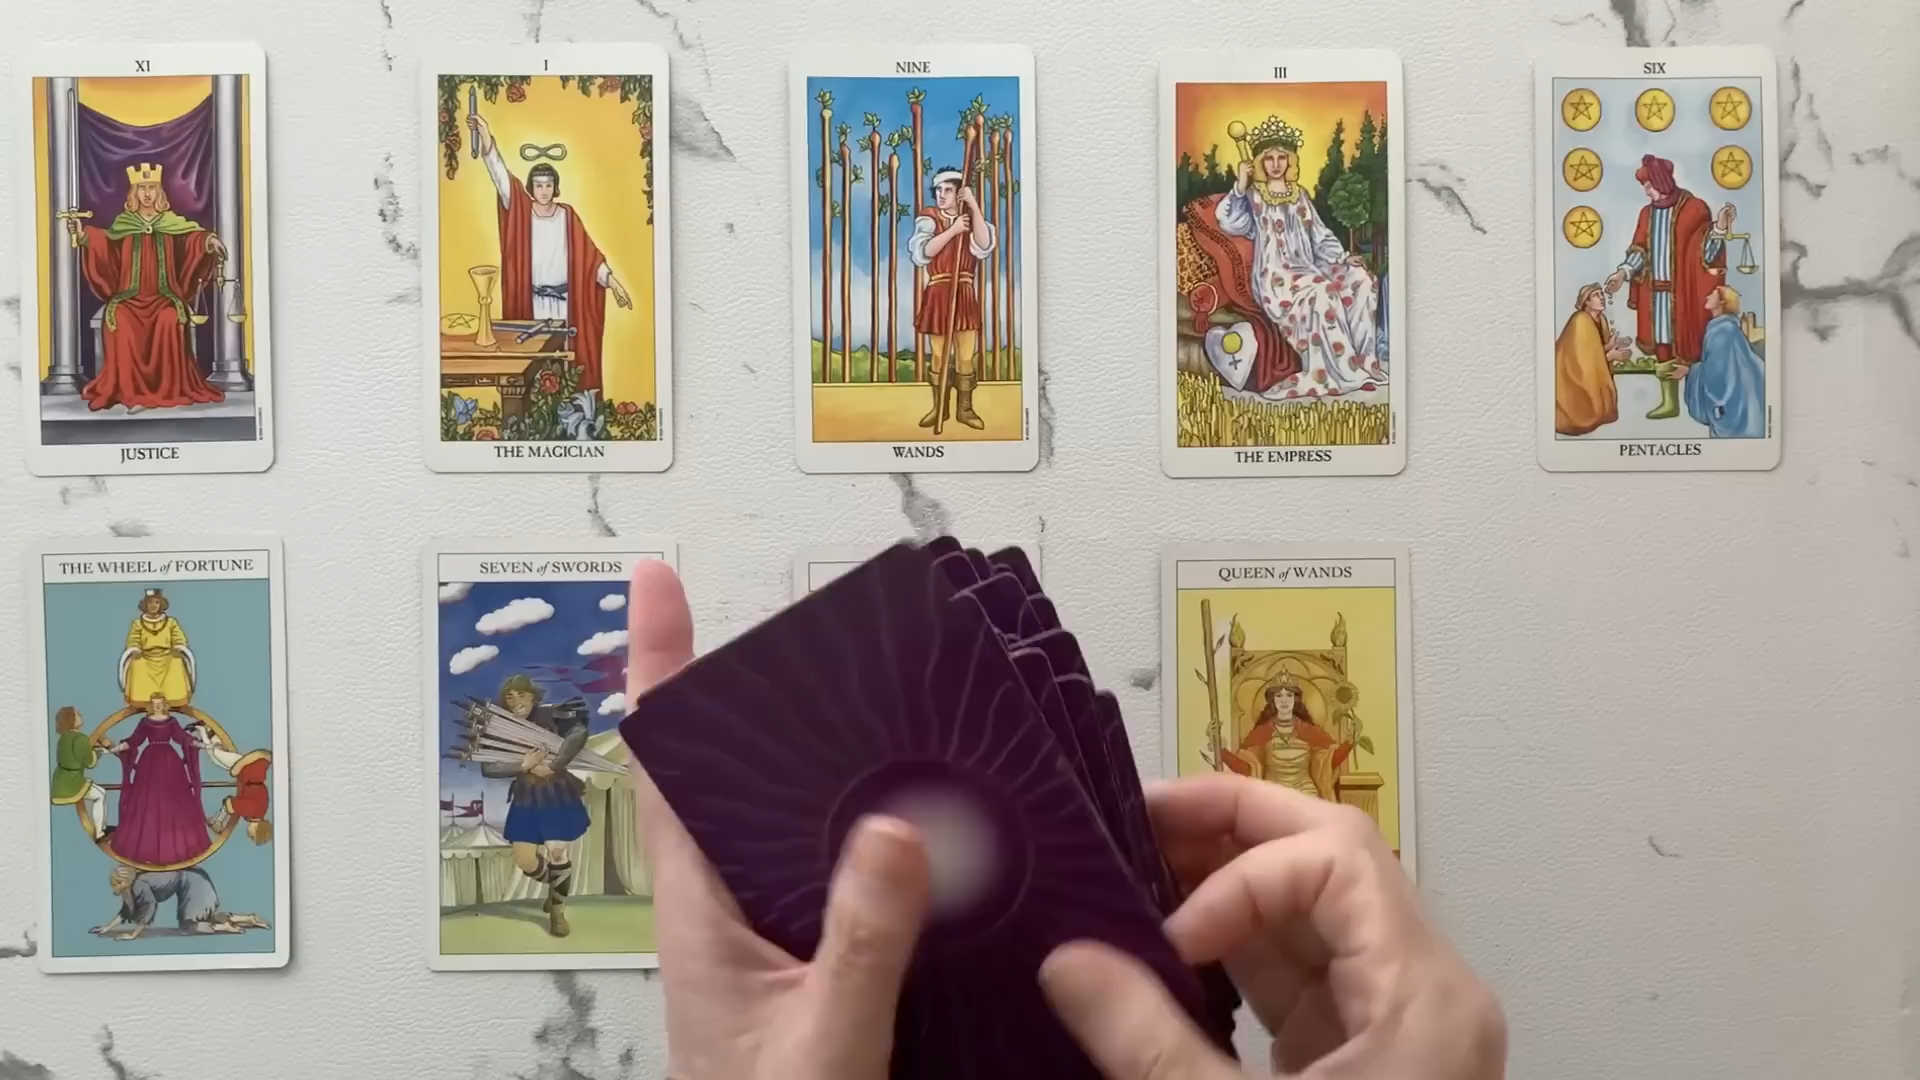 XI
JUSTICE
I
THE MAGICIAN
NINE
WANDS
III
THE EMPRESS
SIX
PENTACLES
THE WHEEL of FORTUNE
SEVEN of SWORDS
QUEEN of WANDS